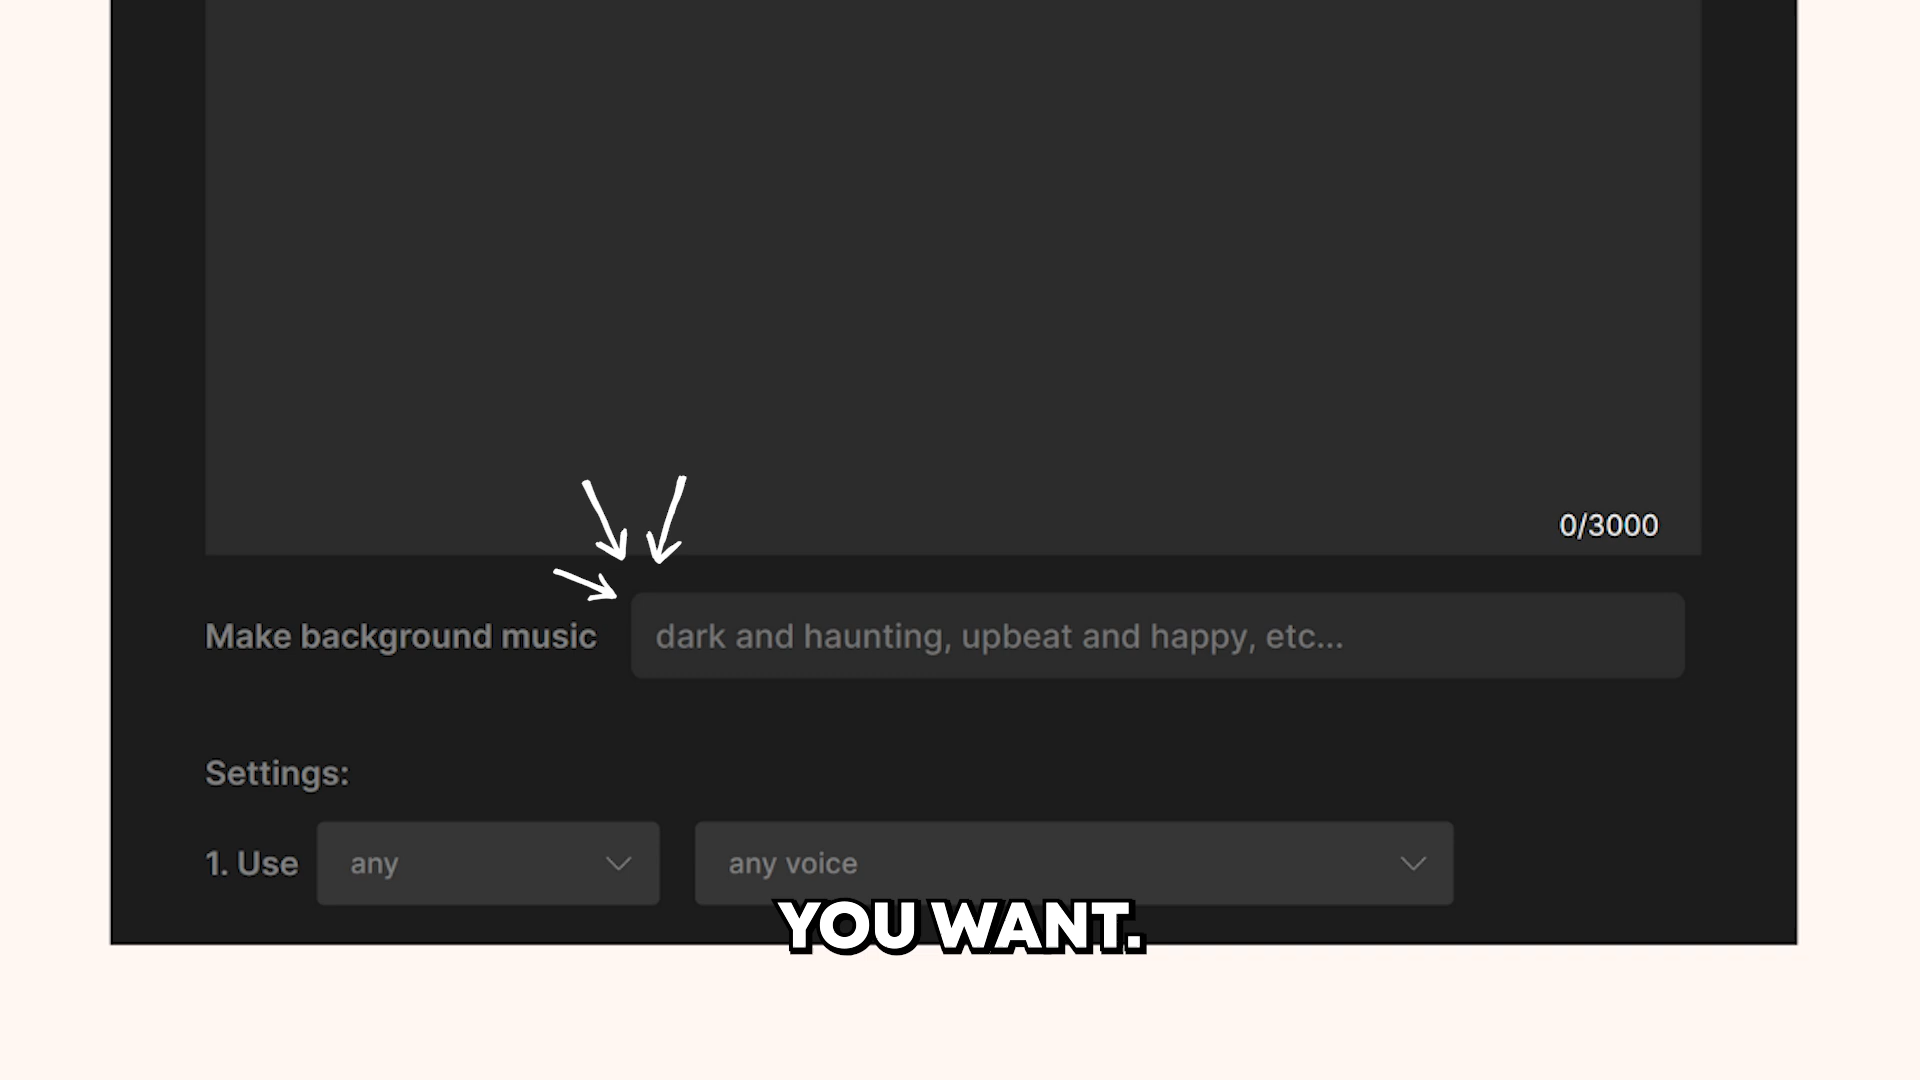 0/3000
Make background music
dark and haunting, upbeat and happy, etc...
Settings:
1. Use any any voice
YOU WANT.